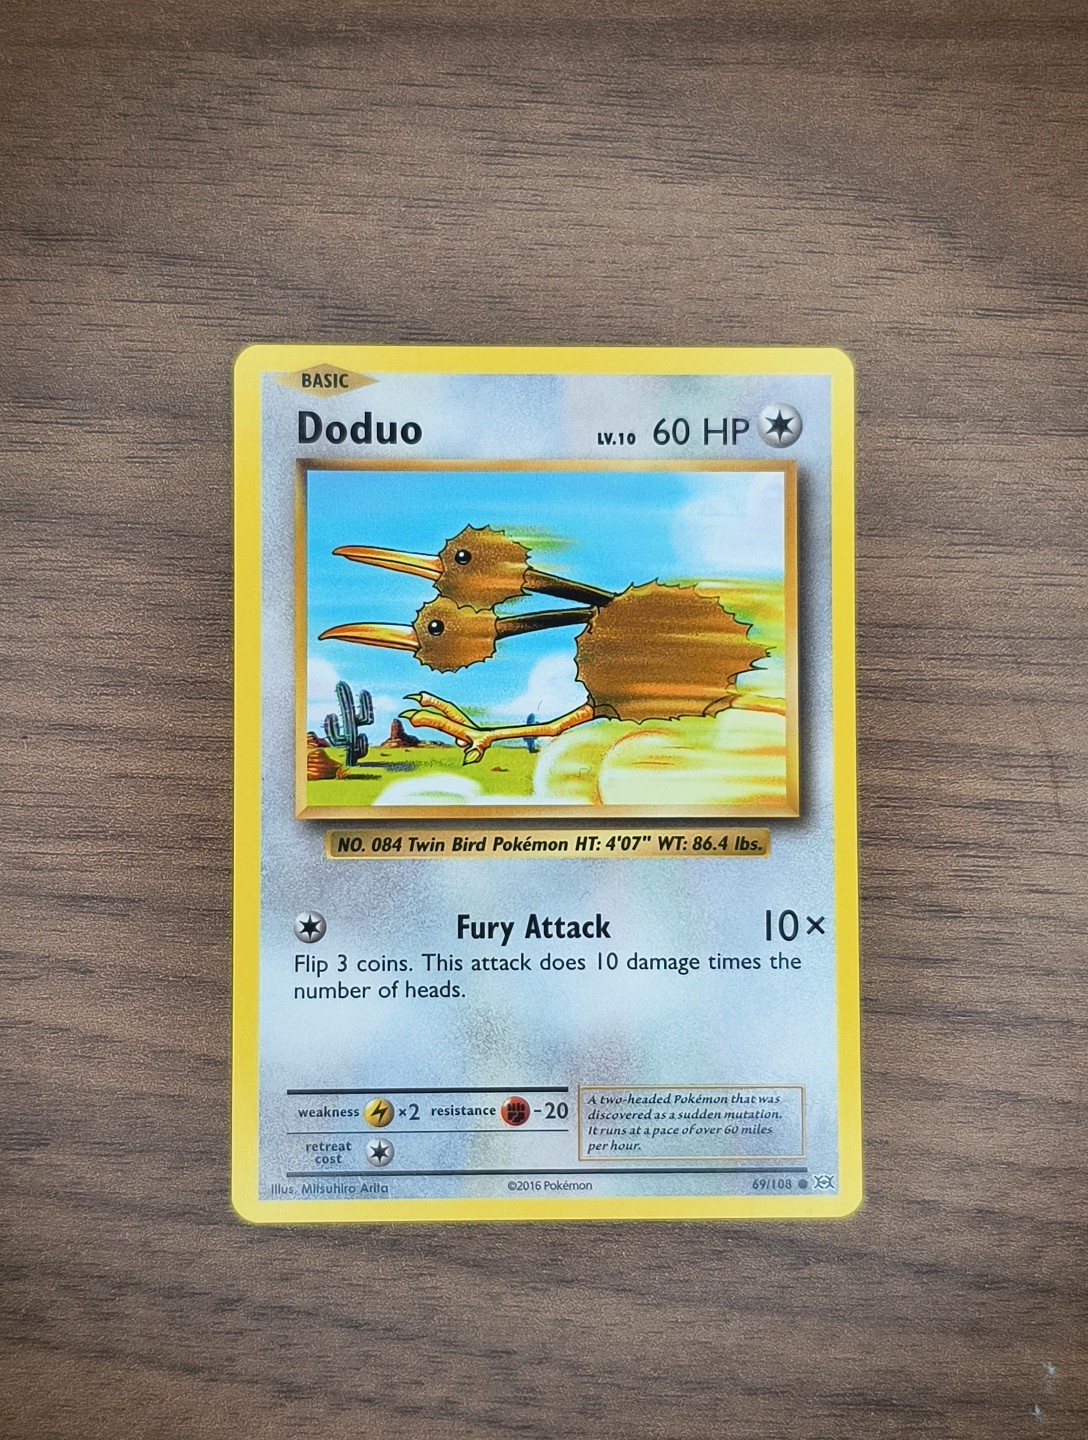 BASIC
Doduo LV.10 60 HP
NO. 084 Twin Bird Pokémon HT: 4'07" WT: 86.4 lbs.
Fury Attack 10×
Flip 3 coins. This attack does 10 damage times the
number of heads.
weakness ×2 resistance -20
retreat
cost
A two-headed Pokémon that was
discovered as a sudden mutation.
It runs at a pace of over 60 miles
per hour.
Illus. Mitsuhiro Arita ©2016 Pokémon 69/108